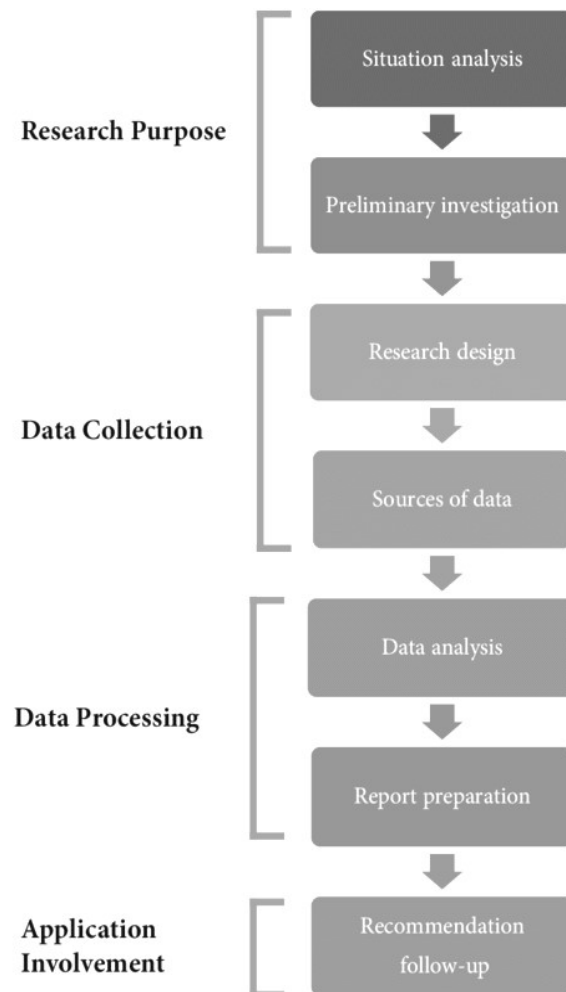 Situation analysis
Research Purpose
Preliminary investigation
Research design
Data Collection
Sources of data
Data analysis
Data Processing
Report preparation
Application
Involvement
Recommendation
follow-up